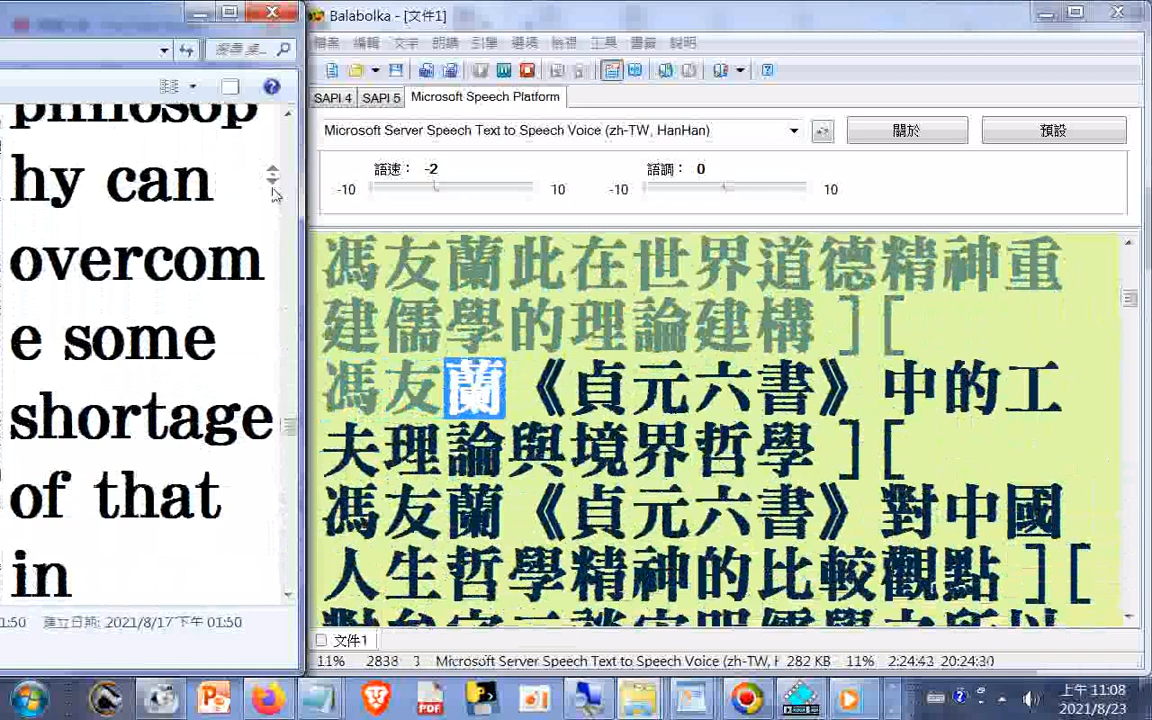 philosop
hy can
overcom
e some
shortage
of that
in
建立日期: 2021/8/17 下午 01:50
Balabolka - [文件1]
檔案 編輯 文字 朗讀 引擎 選項 檢視 工具 書籤 說明
SAPI 4 SAPI 5 Microsoft Speech Platform
Microsoft Server Speech Text to Speech Voice (zh-TW, HanHan)
關於 預設
語速： -2 語調： 0
-10 10 -10 10
馮友蘭此在世界道德精神重
建儒學的理論建構 ] [
馮友蘭《貞元六書》中的工
夫理論與境界哲學 ] [
馮友蘭《貞元六書》對中國
人生哲學精神的比較觀點 ] [
文件1
11% 2838 Microsoft Server Speech Text to Speech Voice (zh-TW, H 282 KB 11% 2:24:43 20:24:30
上午 11:08
2021/8/23